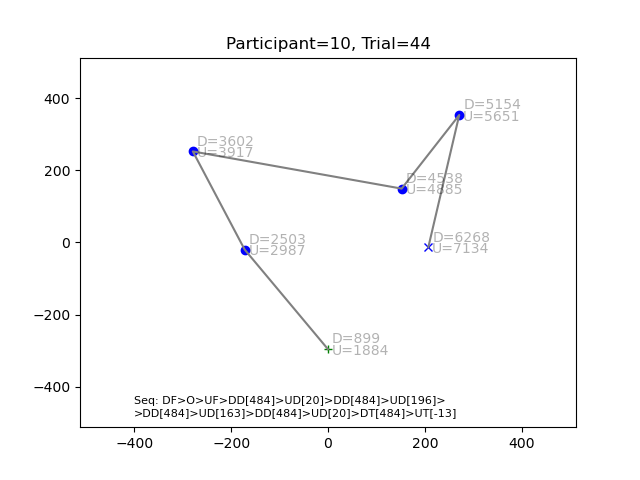 Participant=10, Trial=44
400
200
0
−200
−400
D=5154
U=5651
D=3602
U=3917
D=4538
U=4885
D=2503
U=2987
D=6268
U=7134
D=899
U=1884
Seq: DF>O>UF>DD[484]>UD[20]>DD[484]>UD[196]>
>DD[484]>UD[163]>DD[484]>UD[20]>DT[484]>UT[-13]
−400 −200 0 200 400